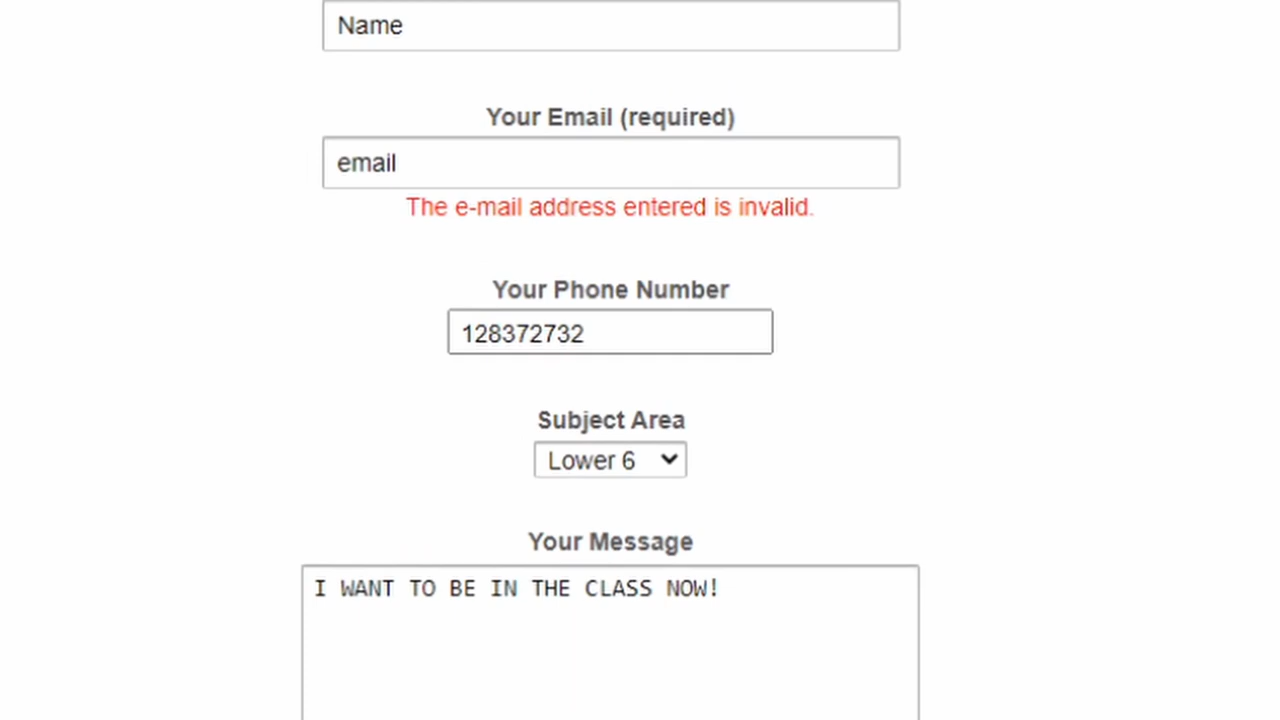 Name
Your Email (required)
email
The e-mail address entered is invalid.
Your Phone Number
128372732
Subject Area
Lower 6
Your Message
I WANT TO BE IN THE CLASS NOW!